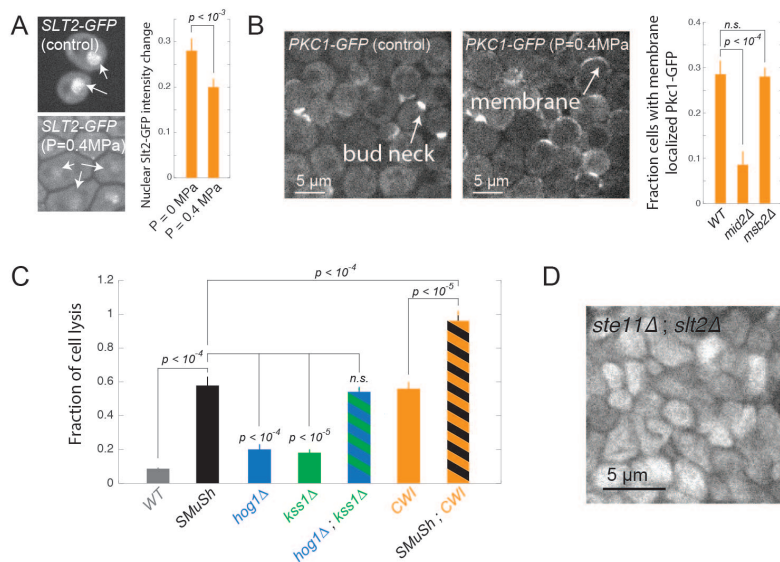 A
SLT2-GFP
(control)
SLT2-GFP
(P=0.4MPa)
Nuclear Slt2-GFP intensity change
0.3
0.2
0.1
0
p < 10⁻³
P = 0 MPa
P = 0.4 MPa
B
PKC1-GFP (control)
bud neck
5 µm
PKC1-GFP (P=0.4MPa)
membrane
5 µm
Fraction cells with membrane
localized Pkc1-GFP
0.4
0.3
0.2
0.1
0
n.s.
p < 10⁻⁴
WT
mid2Δ
msb2Δ
C
Fraction of cell lysis
1.2
1
0.8
0.6
0.4
0.2
0
p < 10⁻⁴
p < 10⁻⁵
p < 10⁻⁴
n.s.
p < 10⁻⁴
p < 10⁻⁵
WT
SMuSh
hog1Δ
kss1Δ
hog1Δ ; kss1Δ
CWI
SMuSh ; CWI
D
ste11Δ ; slt2Δ
5 µm